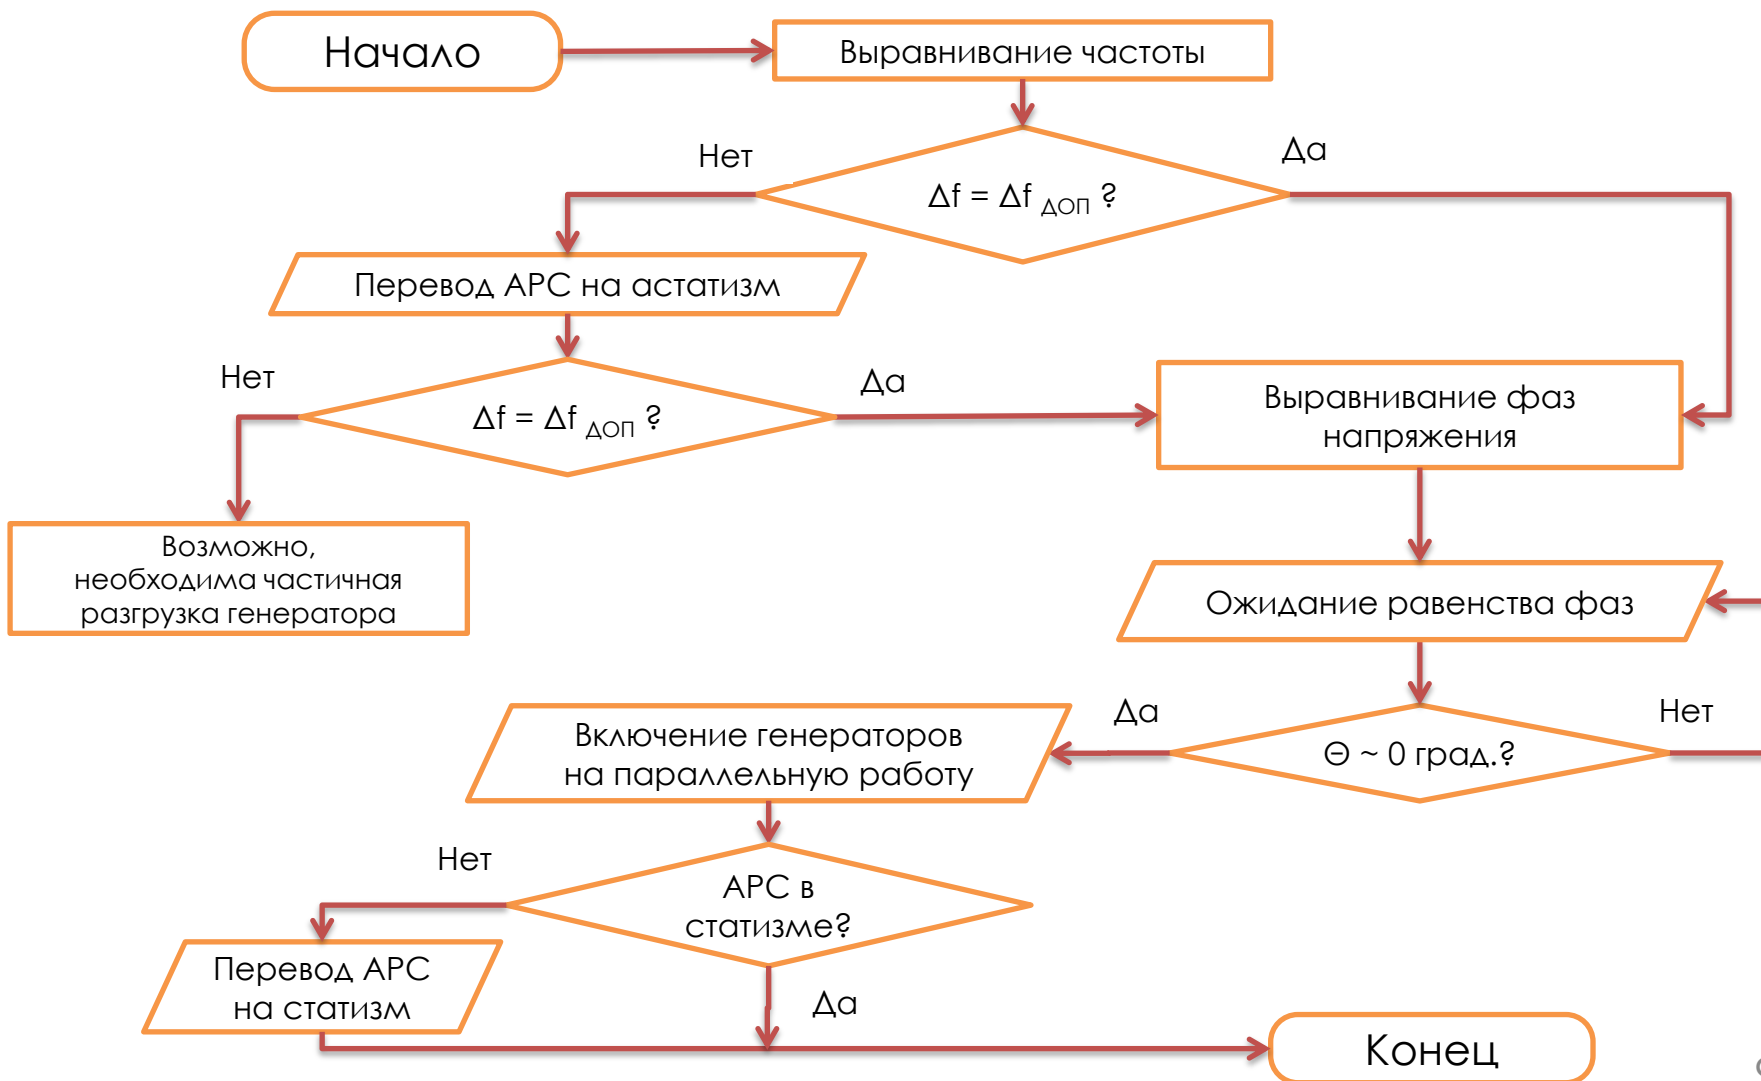 Начало
Выравнивание частоты
Нет
Да
Δf = Δf ДОП ?
Перевод АРС на астатизм
Нет
Да
Δf = Δf ДОП ?
Выравнивание фаз
напряжения
Возможно,
необходима частичная
разгрузка генератора
Ожидание равенства фаз
Да
Нет
Включение генераторов
на параллельную работу
Θ ~ 0 град.?
Нет
АРС в
статизме?
Перевод АРС
на статизм
Да
Конец